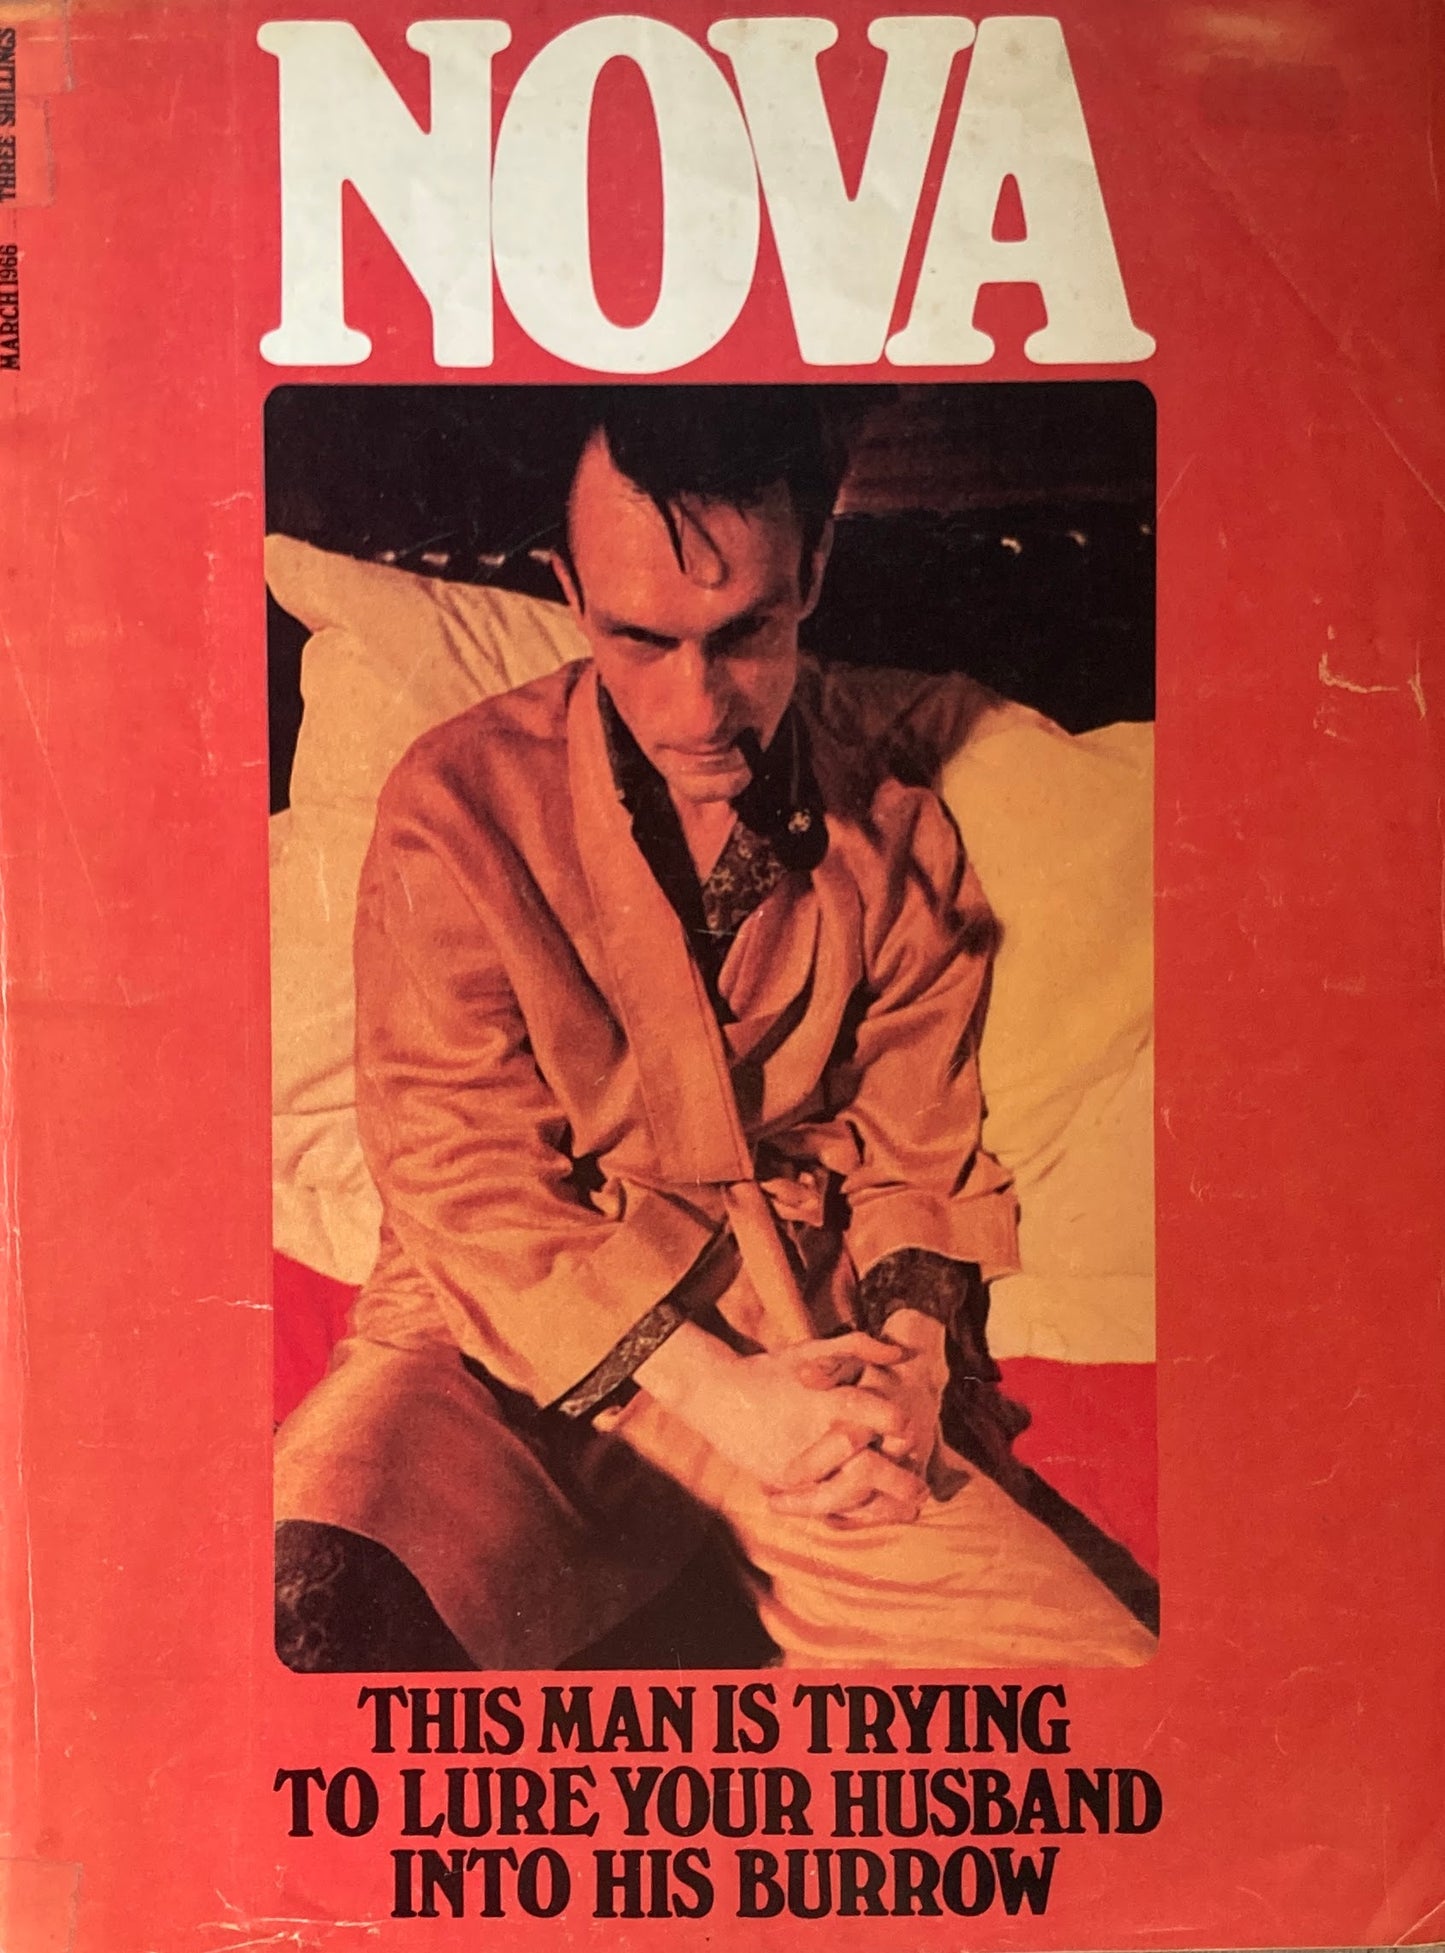 NOVA
MARCH 1966 THREE SHILLINGS
THIS MAN IS TRYING
TO LURE YOUR HUSBAND
INTO HIS BURROW